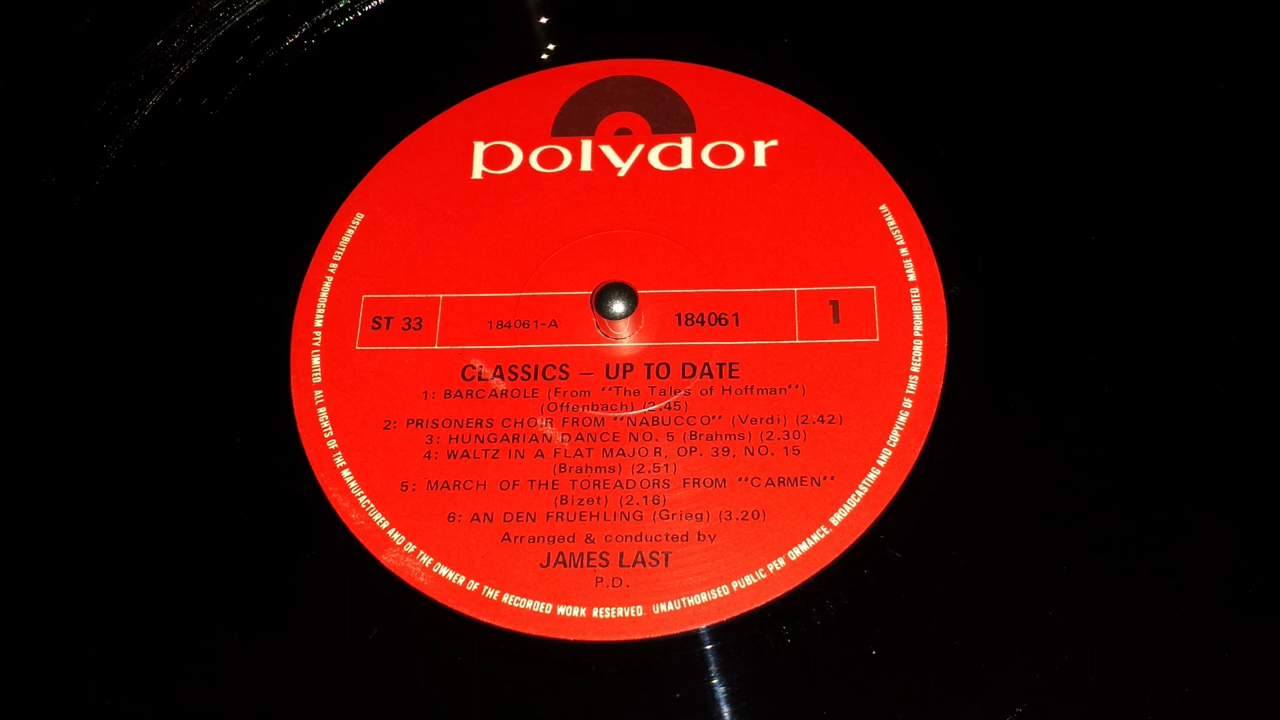 polydor
ST 33 184061-A 184061 1
CLASSICS – UP TO DATE
1: BARCAROLE (From "The Tales of Hoffman")
(Offenbach) (2.45)
2: PRISONERS CHOIR FROM "NABUCCO" (Verdi) (2.42)
3: HUNGARIAN DANCE NO. 5 (Brahms) (2.30)
4: WALTZ IN A FLAT MAJOR, OP. 39, NO. 15
(Brahms) (2.51)
5: MARCH OF THE TOREADORS FROM "CARMEN"
(Bizet) (2.16)
6: AN DEN FRUEHLING (Grieg) (3.20)
Arranged & conducted by
JAMES LAST
P.D.
DISTRIBUTED BY PHONOGRAM PTY LIMITED ALL RIGHTS OF THE MANUFACTURER AND OF THE OWNER OF THE RECORDED WORK RESERVED. UNAUTHORISED PUBLIC PER ORMANCE, BROADCASTING AND COPYING OF THIS RECORD PROHIBITED. MADE IN AUSTRALIA